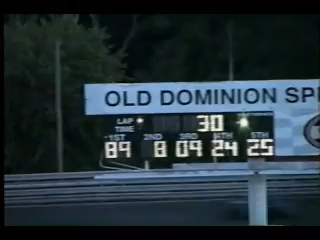 OLD DOMINION SP
LAP
TIME 30
1ST 2ND 3RD 4TH 5TH
89 8 09 24 25